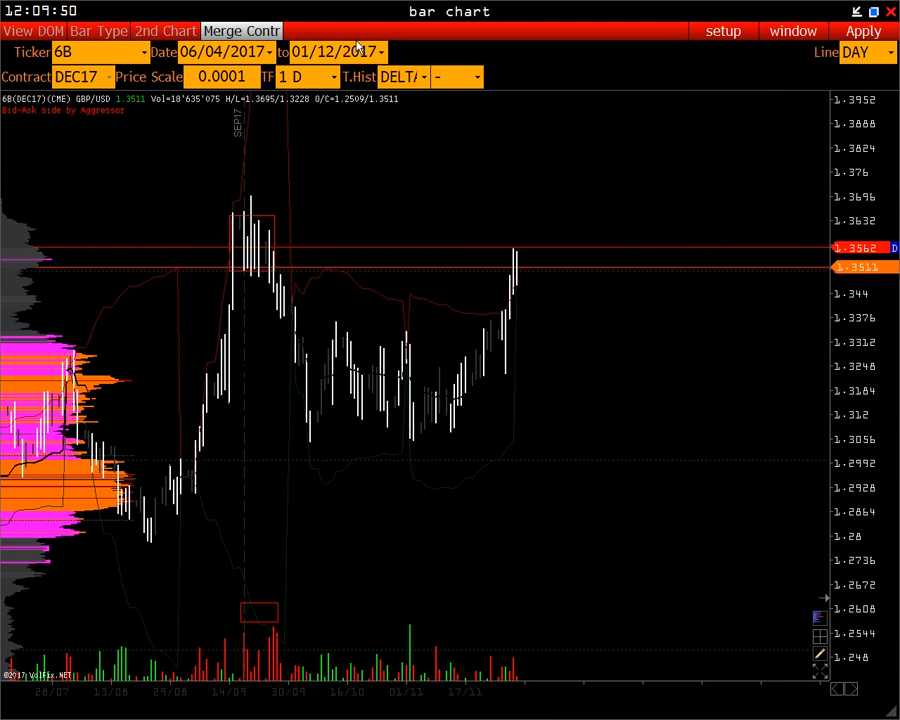 12:09:50 bar chart
View DOM Bar Type 2nd Chart Merge Contr setup window Apply
Ticker 6B Date 06/04/2017 to 01/12/2017 Line DAY
Contract DEC17 Price Scale 0.0001 TF 1 D T.Hist DELTA -
6B(DEC17)(CME) GBP/USD 1.3511 Vol=18'635'075 H/L=1.3695/1.3228 O/C=1.2509/1.3511
Bid-Ask side by Aggressor
SEP17
1.3952
1.3888
1.3824
1.376
1.3696
1.3632
1.3562 D
1.3511
1.344
1.3376
1.3312
1.3248
1.3184
1.312
1.3056
1.2992
1.2928
1.2864
1.28
1.2736
1.2672
1.2608
1.2544
1.248
©2017 VolFix.NET
26/07 13/08 29/08 14/09 30/09 16/10 01/11 17/11